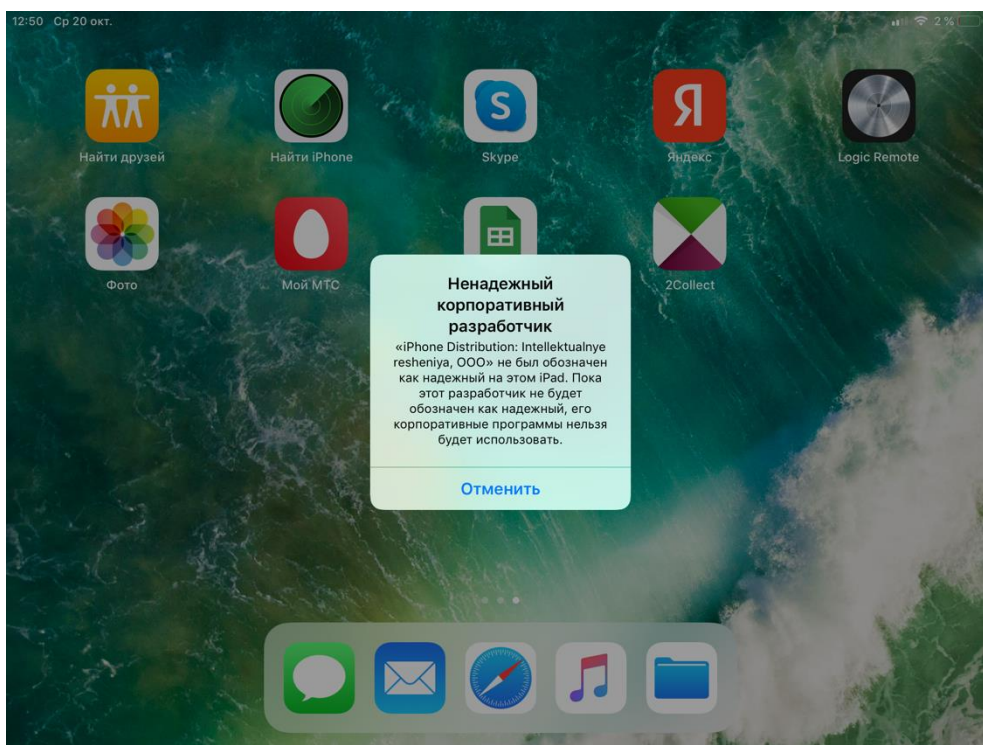 12:50 Ср 20 окт.
2 %
Найти друзей
Найти iPhone
Skype
Яндекс
Logic Remote
Фото
Мой МТС
2Collect
Ненадежный
корпоративный
разработчик
«iPhone Distribution: Intellektualnye
resheniya, OOO» не был обозначен
как надежный на этом iPad. Пока
этот разработчик не будет
обозначен как надежный, его
корпоративные программы нельзя
будет использовать.
Отменить